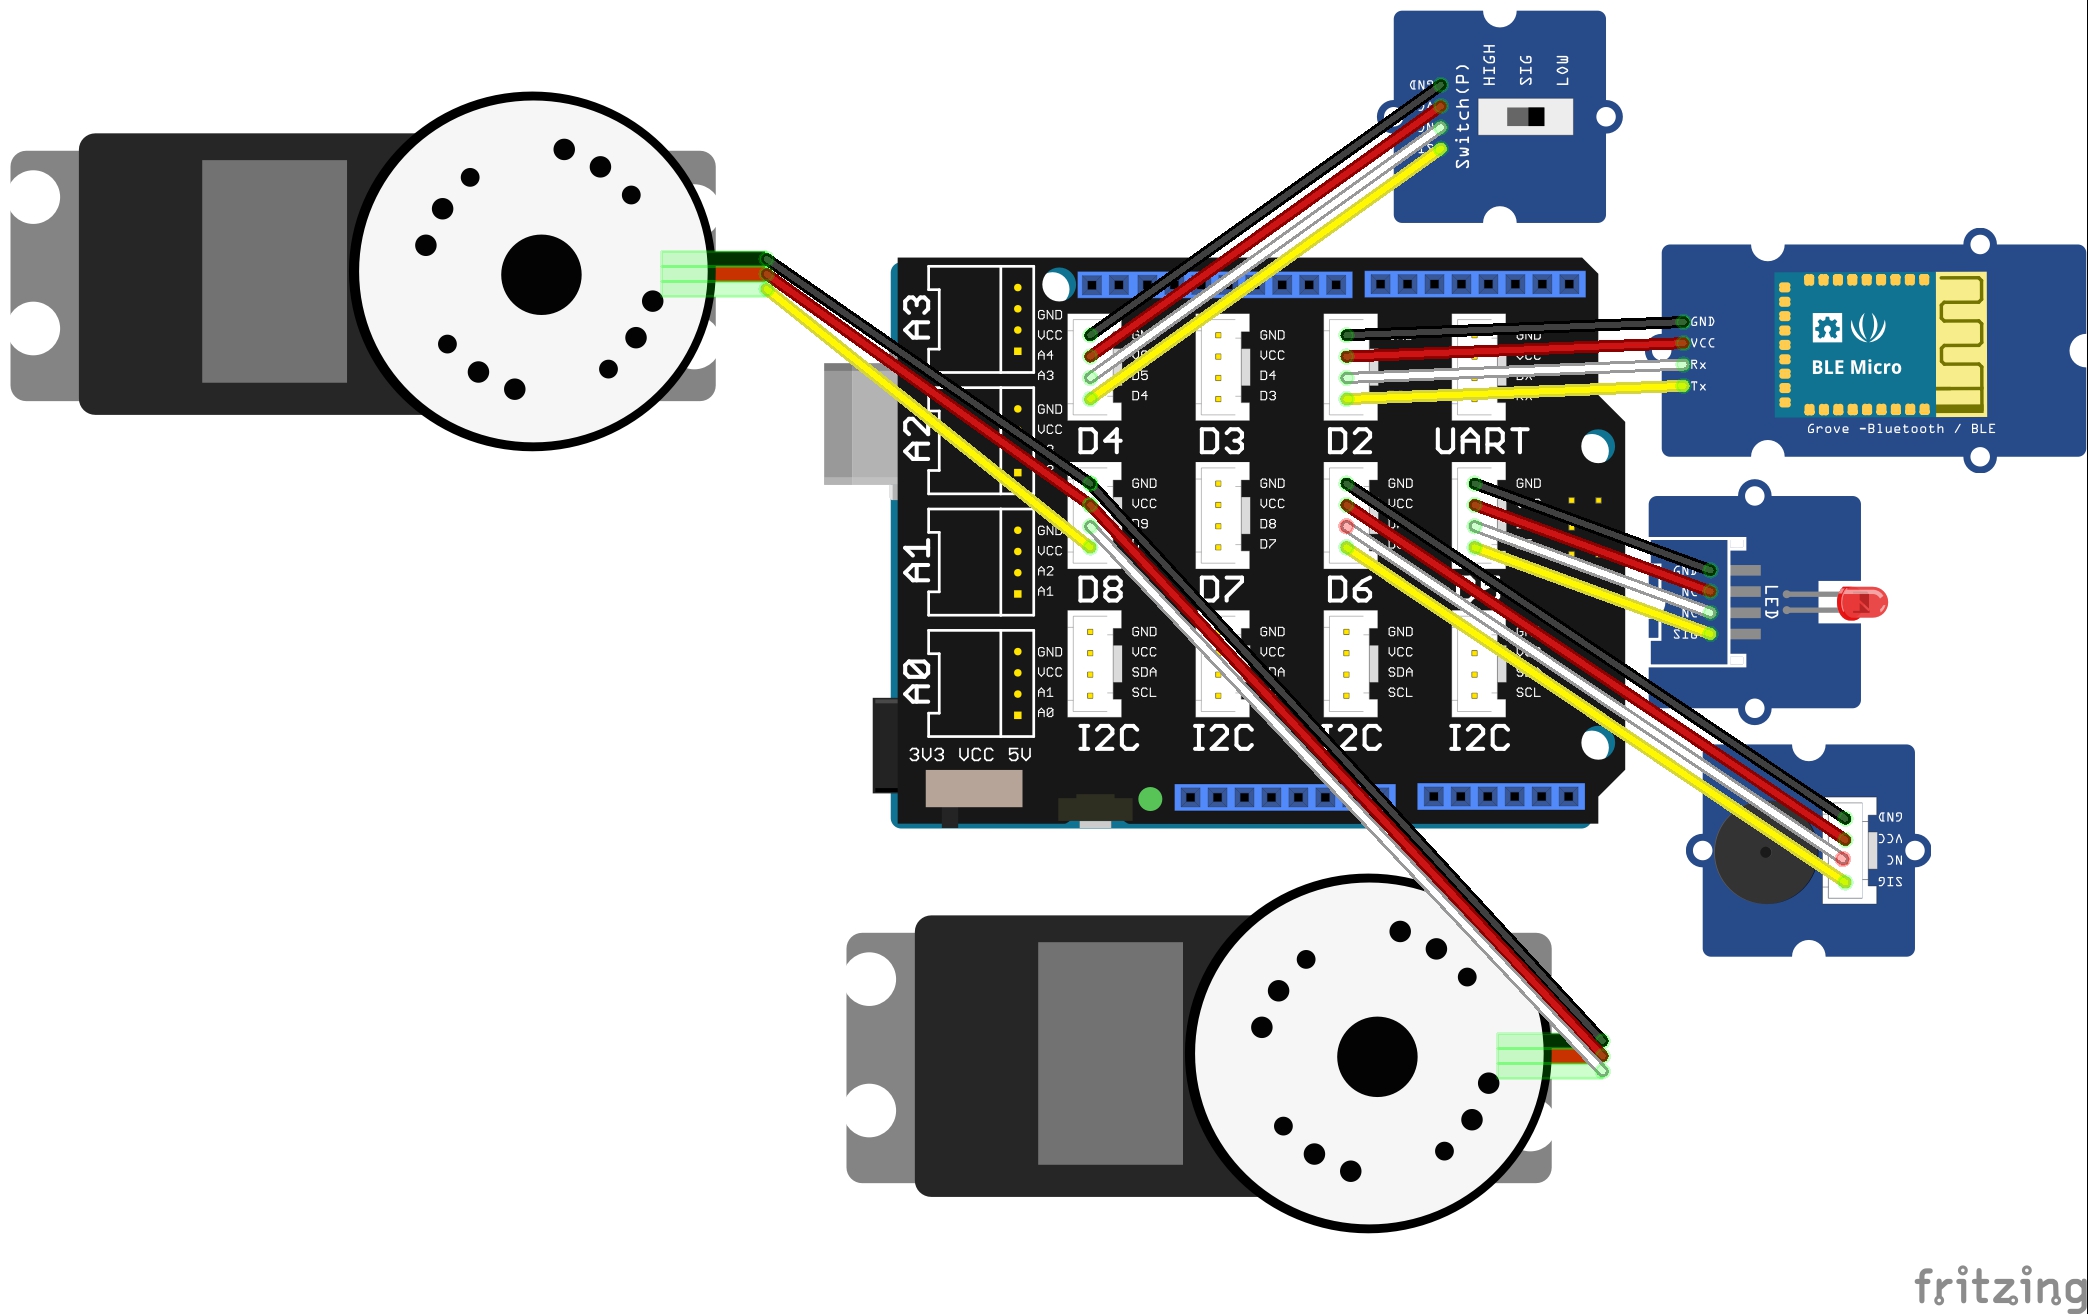 HIGH
SIG
LOW
Switch(P)
GND
VCC
Rx
Tx
BLE Micro
Grove -Bluetooth / BLE
A3
GND
VCC
A4
A3
A2
GND
VCC
A1
GND
VCC
A2
A1
A0
GND
VCC
A1
A0
3V3 VCC 5V
D5
D4
D4
GND
VCC
D4
D3
D3
D2
UART
GND
VCC
D9
D8
GND
VCC
D8
D7
D7
GND
VCC
D6
GND
GND
VCC
SDA
SCL
I2C
GND
VCC
I2C
GND
VCC
SDA
SCL
I2C
SCL
I2C
GND
NC
SIG
LED
GND
VCC
NC
SIG
fritzing